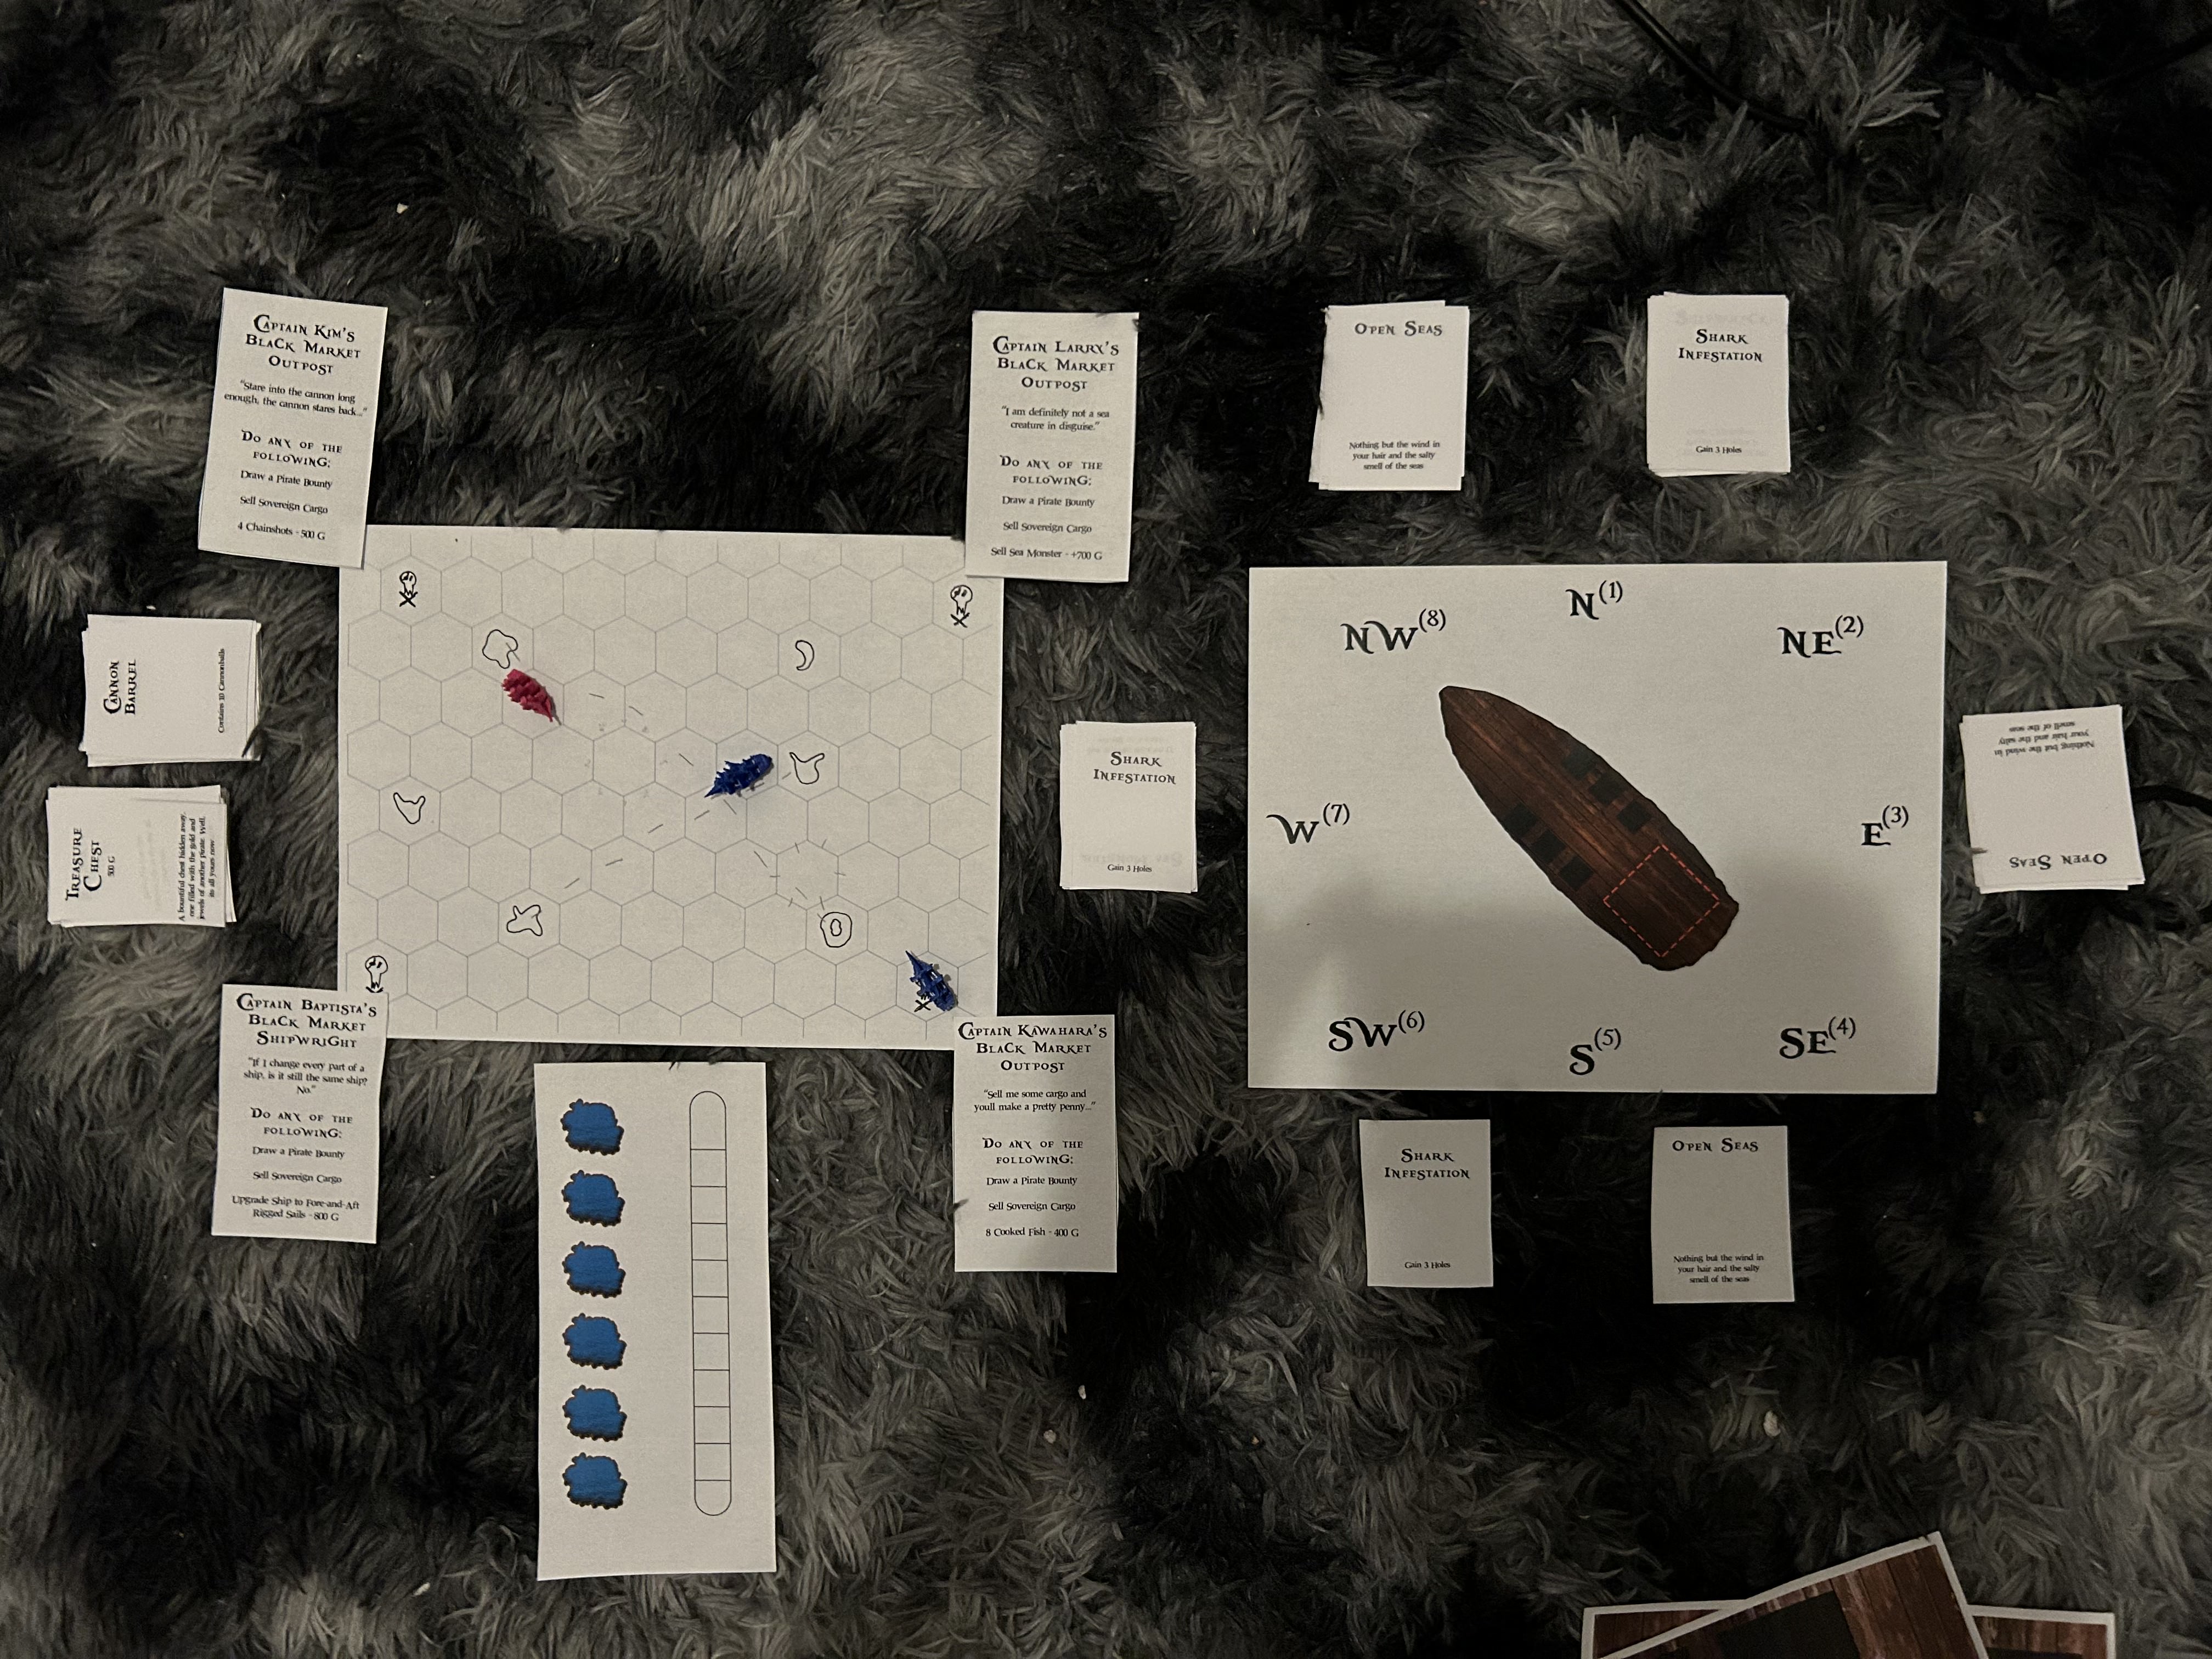 Treasure
Chest
500 G
A bountiful chest hidden away,
one filled with the gold and
jewels of another pirate. Well,
its all yours now
Cannon
Barrel
Contains 10 Cannonballs
Captain Baptista's
Black Market
Shipwright
"If I change every part of a
ship, is it still the same ship?
No."
Do any of the
following:
Draw a Pirate Bounty
Sell Sovereign Cargo
Upgrade Ship to Fore-and-Aft
Rigged Sails - 800 G
Captain Kim's
Black Market
Outpost
"Stare into the cannon long
enough, the cannon stares back."
Do any of the
following:
Draw a Pirate Bounty
Sell Sovereign Cargo
4 Chainshots - 500 G
Captain Kawahara's
Black Market
Outpost
"Sell me some cargo and
youll make a pretty penny..."
Do any of the
following:
Draw a Pirate Bounty
Sell Sovereign Cargo
8 Cooked Fish - 400 G
Captain Larry's
Black Market
Outpost
"I am definitely not a sea
creature in disguise."
Do any of the
following:
Draw a Pirate Bounty
Sell Sovereign Cargo
Sell Sea Monster - +700 G
Shark
Infestation
Gain 3 Holes
W(7)
SW(6)
NW(8)
S(5)
N(1)
SE(4)
NE(2)
E(3)
Shark
Infestation
Gain 3 Holes
Open Seas
Nothing but the wind in
your hair and the salty
smell of the seas
Open Seas
Nothing but the wind in
your hair and the salty
smell of the seas
Shark
Infestation
Gain 3 Holes
Open Seas
Nothing but the wind in
your hair and the salty
smell of the seas